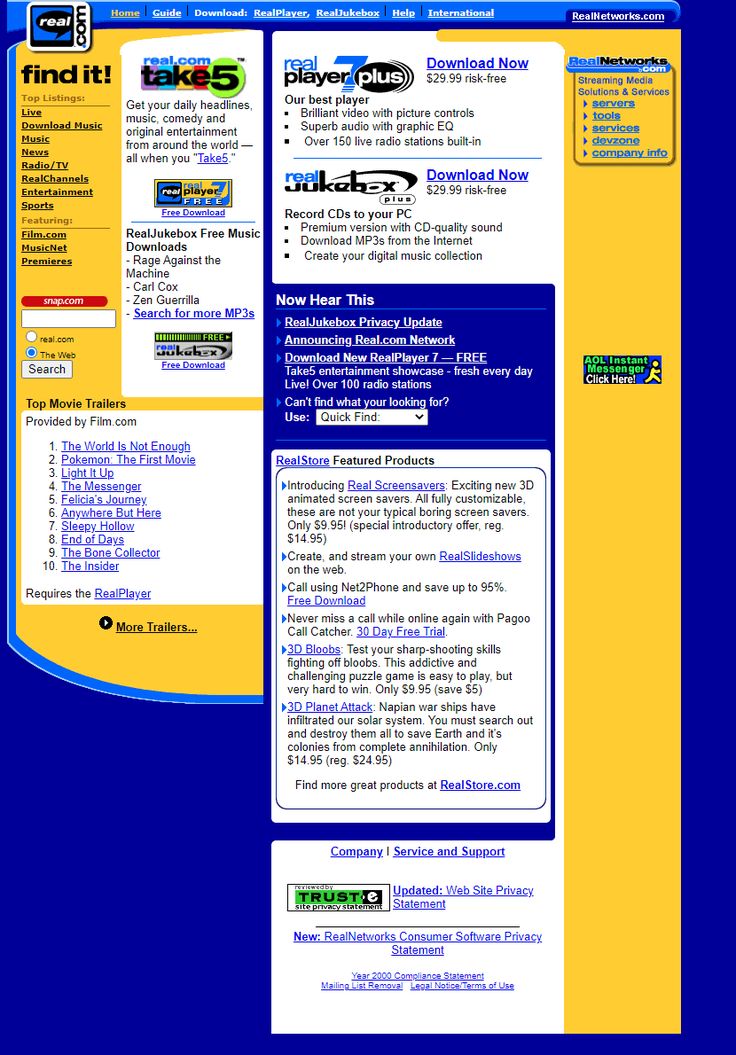 real.com
Home | Guide | Download: RealPlayer, RealJukebox | Help | International
RealNetworks.com
find it!
Top Listings:
Live
Download Music
Music
News
Radio/TV
RealChannels
Entertainment
Sports
Featuring:
Film.com
MusicNet
Premieres
snap.com
real.com
The Web
Search
real.com
take5™
Get your daily headlines,
music, comedy and
original entertainment
from around the world —
all when you "Take5."
real
real player 7
FREE
Free Download
RealJukebox Free Music
Downloads
- Rage Against the
Machine
- Carl Cox
- Zen Guerrilla
- Search for more MP3s
FREE
real jukebox
Free Download
Top Movie Trailers
Provided by Film.com
1. The World Is Not Enough
2. Pokemon: The First Movie
3. Light It Up
4. The Messenger
5. Felicia's Journey
6. Anywhere But Here
7. Sleepy Hollow
8. End of Days
9. The Bone Collector
10. The Insider
Requires the RealPlayer
More Trailers...
real player 7 plus
Download Now
$29.99 risk-free
Our best player
Brilliant video with picture controls
Superb audio with graphic EQ
Over 150 live radio stations built-in
real jukebox plus
Download Now
$29.99 risk-free
Record CDs to your PC
Premium version with CD-quality sound
Download MP3s from the Internet
Create your digital music collection
Now Hear This
RealJukebox Privacy Update
Announcing Real.com Network
Download New RealPlayer 7 — FREE
Take5 entertainment showcase - fresh every day
Live! Over 100 radio stations
Can't find what your looking for?
Use: Quick Find:
RealStore Featured Products
Introducing Real Screensavers: Exciting new 3D
animated screen savers. All fully customizable,
these are not your typical boring screen savers.
Only $9.95! (special introductory offer, reg.
$14.95)
Create, and stream your own RealSlideshows
on the web.
Call using Net2Phone and save up to 95%.
Free Download
Never miss a call while online again with Pagoo
Call Catcher. 30 Day Free Trial.
3D Bloobs: Test your sharp-shooting skills
fighting off bloobs. This addictive and
challenging puzzle game is easy to play, but
very hard to win. Only $9.95 (save $5)
3D Planet Attack: Napian war ships have
infiltrated our solar system. You must search out
and destroy them all to save Earth and it's
colonies from complete annihilation. Only
$14.95 (reg. $24.95)
Find more great products at RealStore.com
Company | Service and Support
reviewed by
TRUSTe
site privacy statement
Updated: Web Site Privacy
Statement
New: RealNetworks Consumer Software Privacy
Statement
Year 2000 Compliance Statement
Mailing List Removal Legal Notice/Terms of Use
RealNetworks
.com
Streaming Media
Solutions & Services
servers
tools
services
devzone
company info
AOL Instant
Messenger
Click Here!